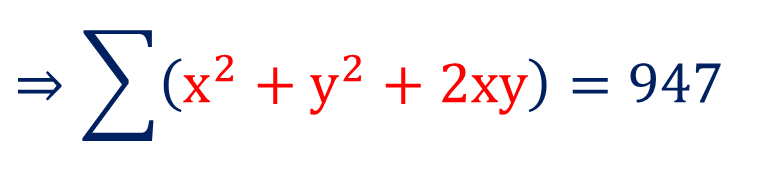 ⇒ ∑(x² + y² + 2xy) = 947